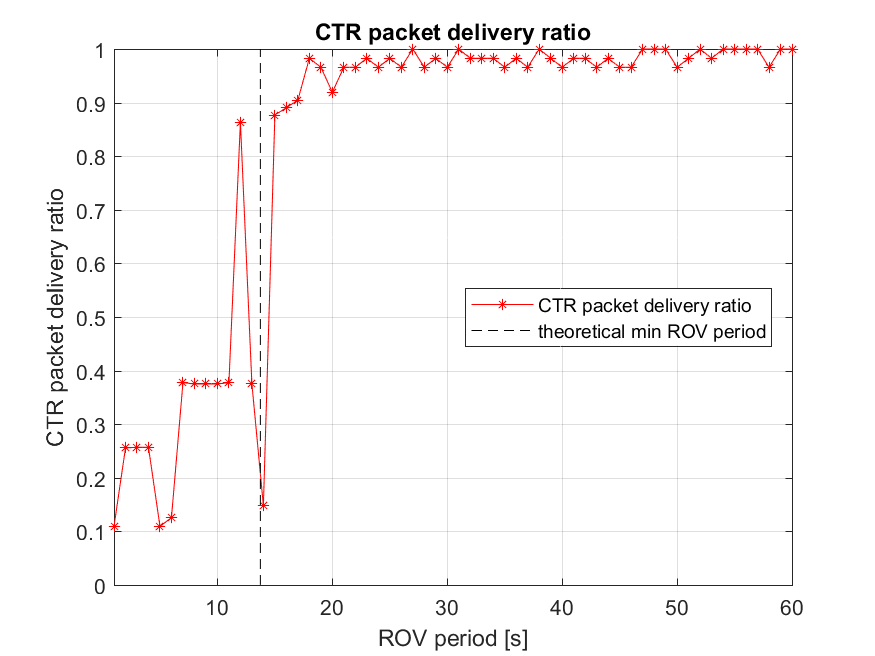 CTR packet delivery ratio
1
0.9
0.8
0.7
0.6
0.5
0.4
0.3
0.2
0.1
0
CTR packet delivery ratio
CTR packet delivery ratio
theoretical min ROV period
10 20 30 40 50 60
ROV period [s]